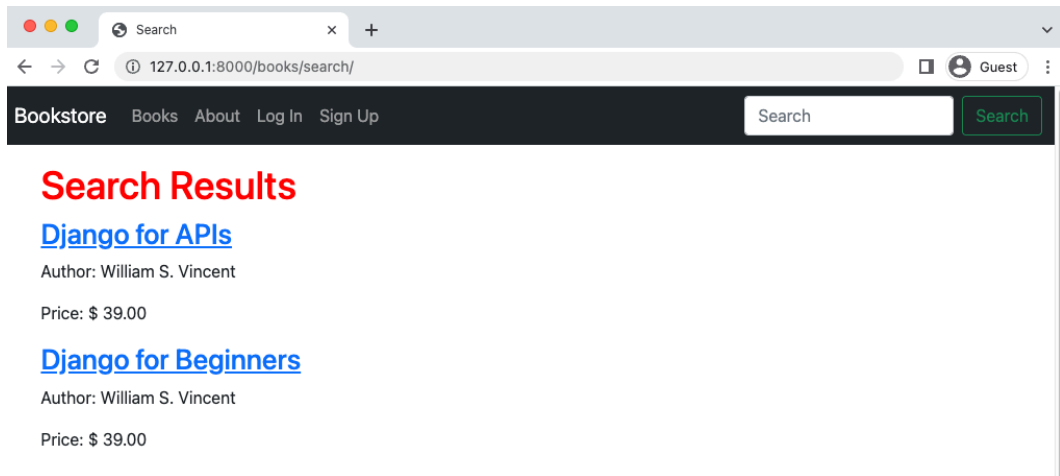 Search
127.0.0.1:8000/books/search/ Guest
Bookstore Books About Log In Sign Up Search Search
Search Results
Django for APIs
Author: William S. Vincent
Price: $ 39.00
Django for Beginners
Author: William S. Vincent
Price: $ 39.00